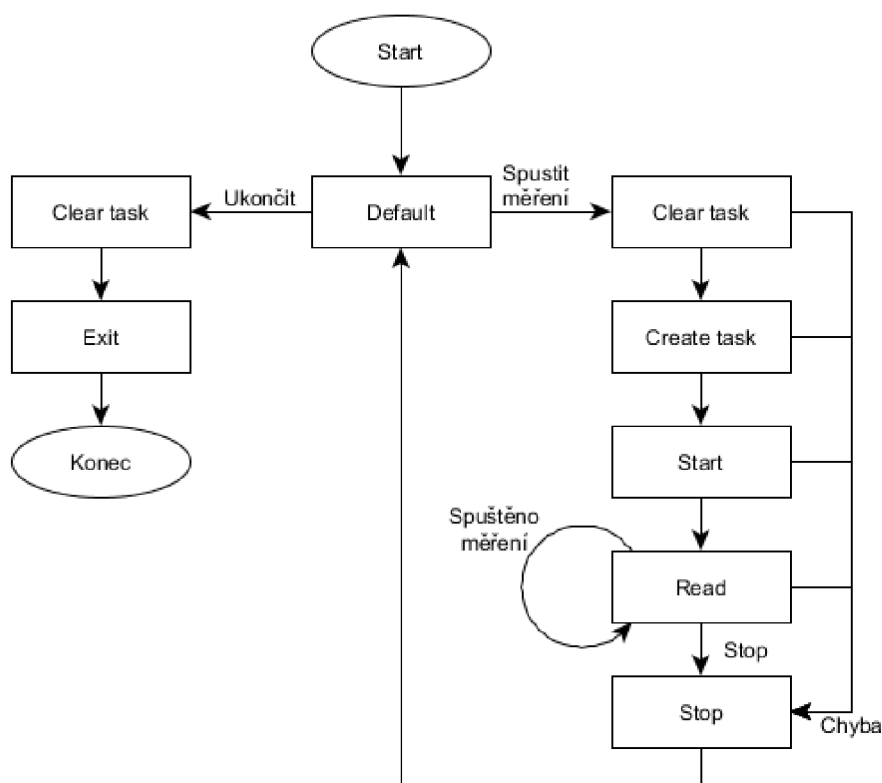 Start
Ukončit
Spustit
měření
Clear task
Default
Clear task
Exit
Create task
Konec
Start
Spuštěno
měření
Read
Stop
Stop
Chyba